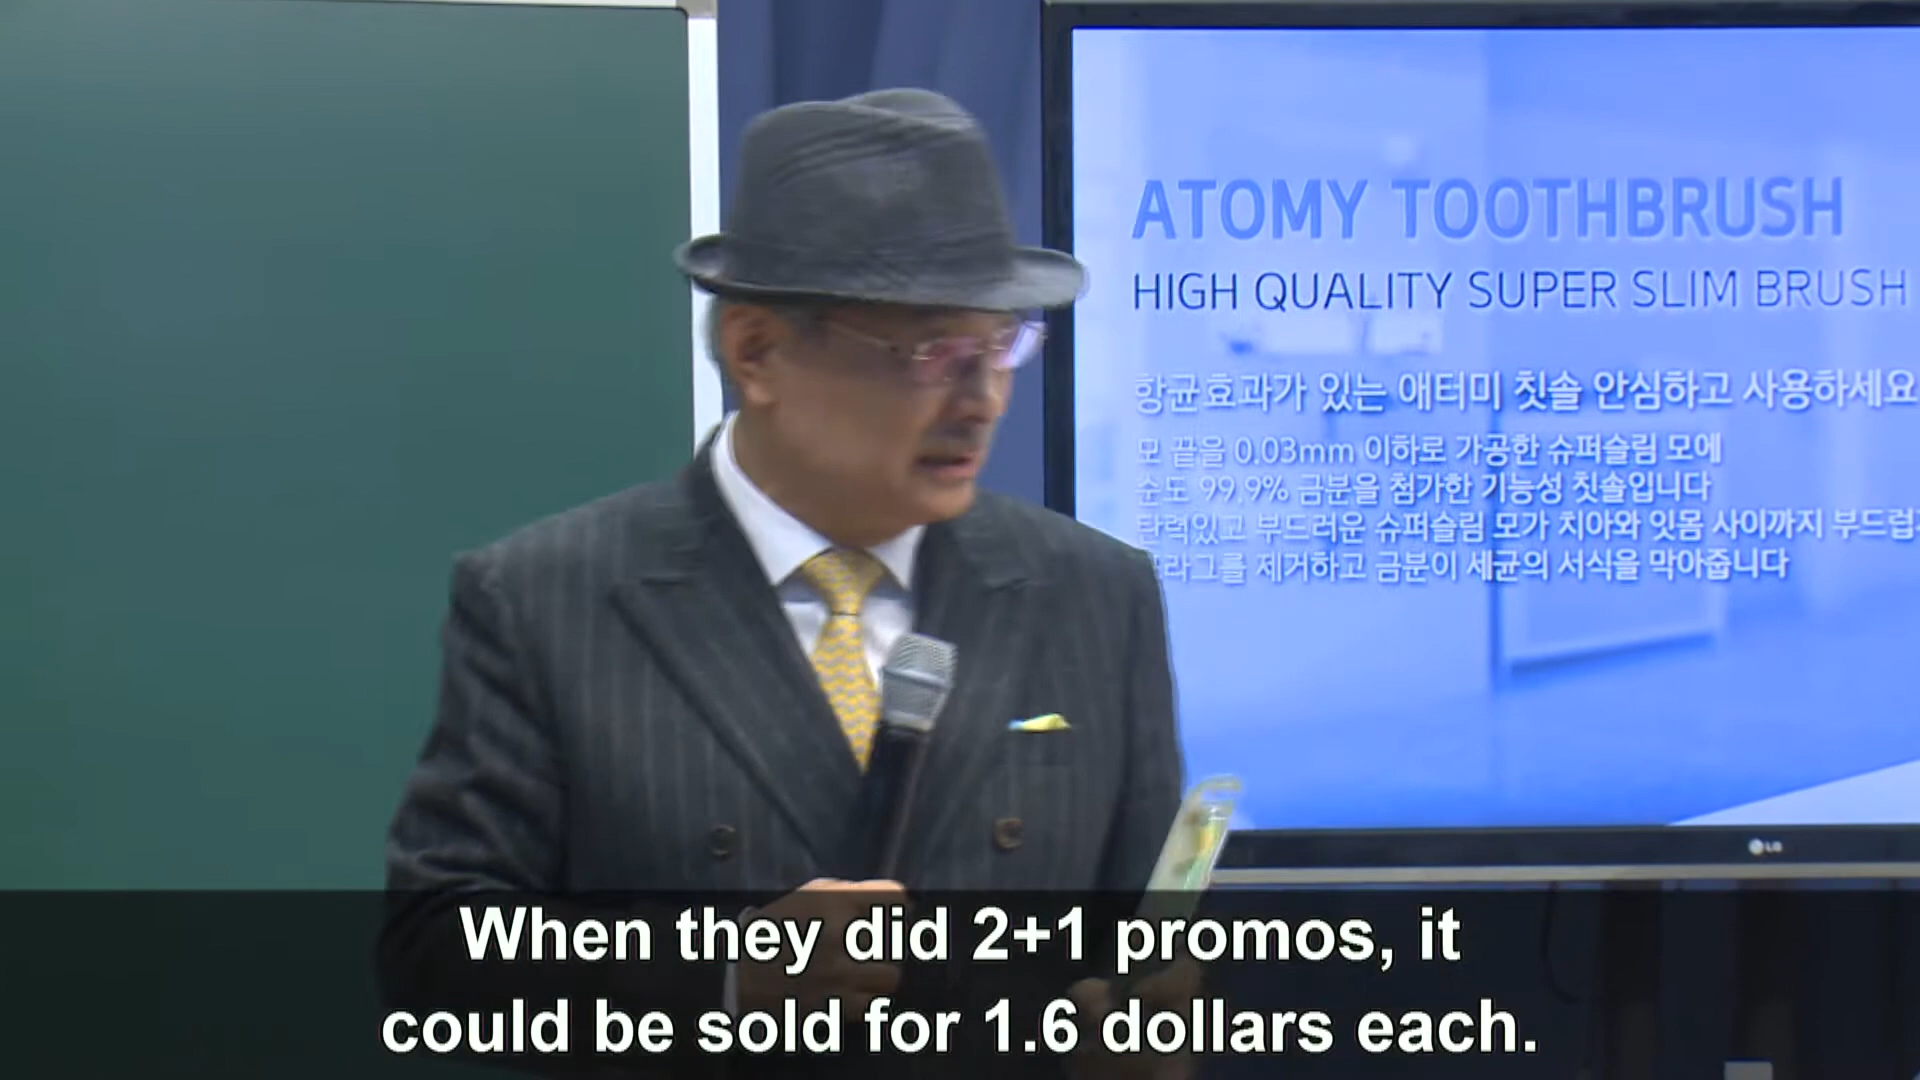 ATOMY TOOTHBRUSH
HIGH QUALITY SUPER SLIM BRUSH
항균효과가 있는 애터미 칫솔 안심하고 사용하세요
모 끝을 0.03mm 이하로 가공한 슈퍼슬림 모에
순도 99.9% 금분을 첨가한 기능성 칫솔입니다
탄력있고 부드러운 슈퍼슬림 모가 치아와 잇몸 사이까지
제거하고 금분이 세균의 서식을 막아줍니다
LG
When they did 2+1 promos, it
could be sold for 1.6 dollars each.